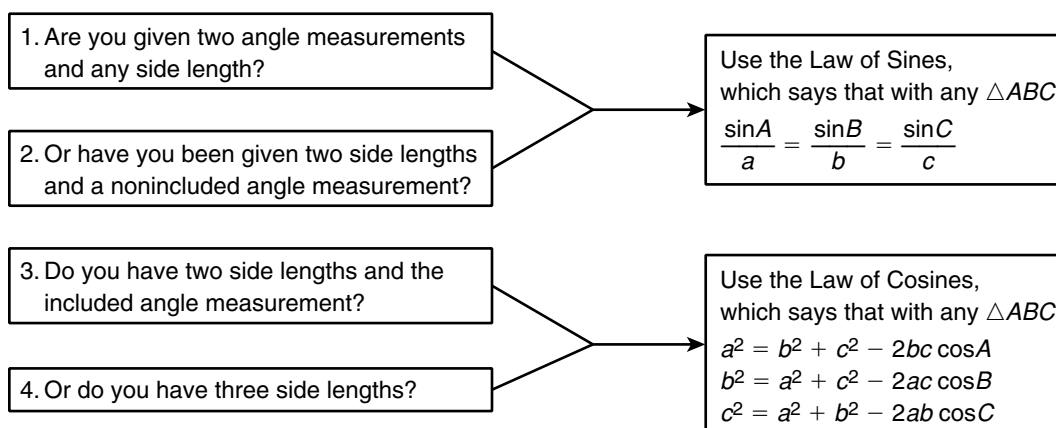 1. Are you given two angle measurements
and any side length?
2. Or have you been given two side lengths
and a nonincluded angle measurement?
Use the Law of Sines,
which says that with any △ABC
sinA/a = sinB/b = sinC/c
3. Do you have two side lengths and the
included angle measurement?
4. Or do you have three side lengths?
Use the Law of Cosines,
which says that with any △ABC
a² = b² + c² − 2bc cosA
b² = a² + c² − 2ac cosB
c² = a² + b² − 2ab cosC